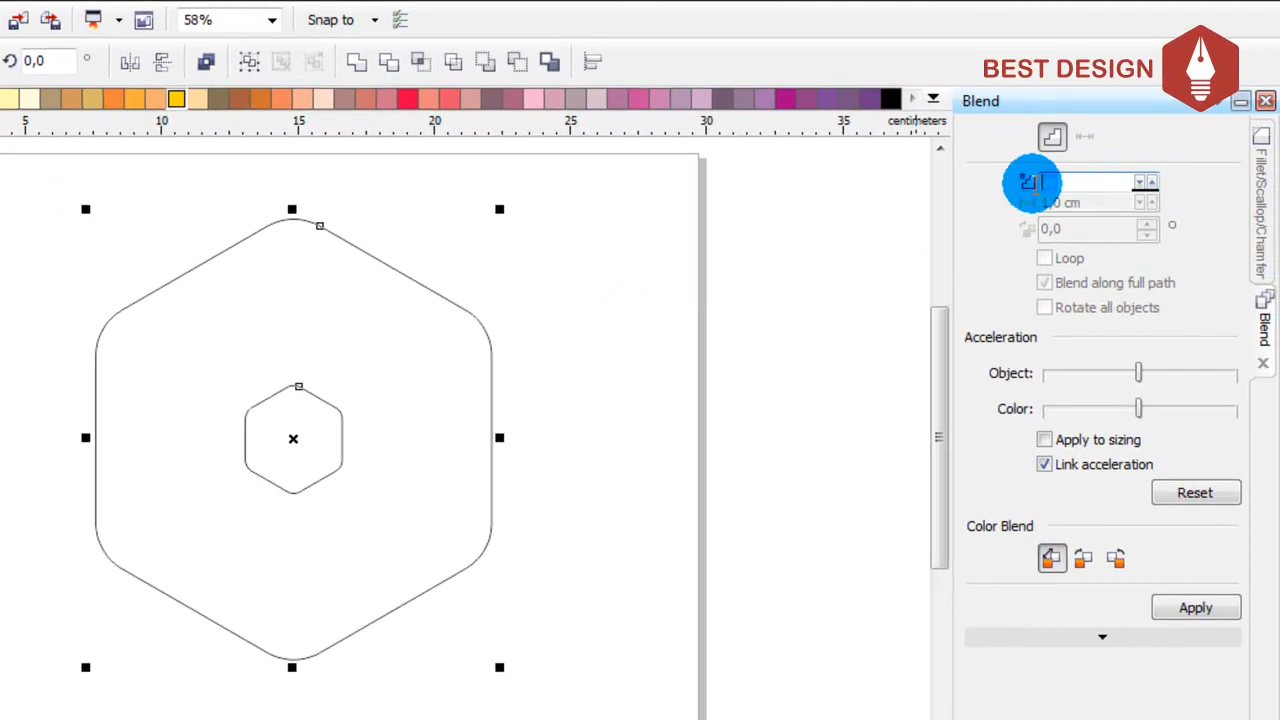 58%
Snap to
0,0 °
BEST DESIGN
5 10 15 20 25 30 35 centimeters
Blend
1,0 cm
0,0 °
Loop
Blend along full path
Rotate all objects
Acceleration
Object:
Color:
Apply to sizing
Link acceleration
Reset
Color Blend
Apply
Fillet/Scallop/Chamfer
Blend